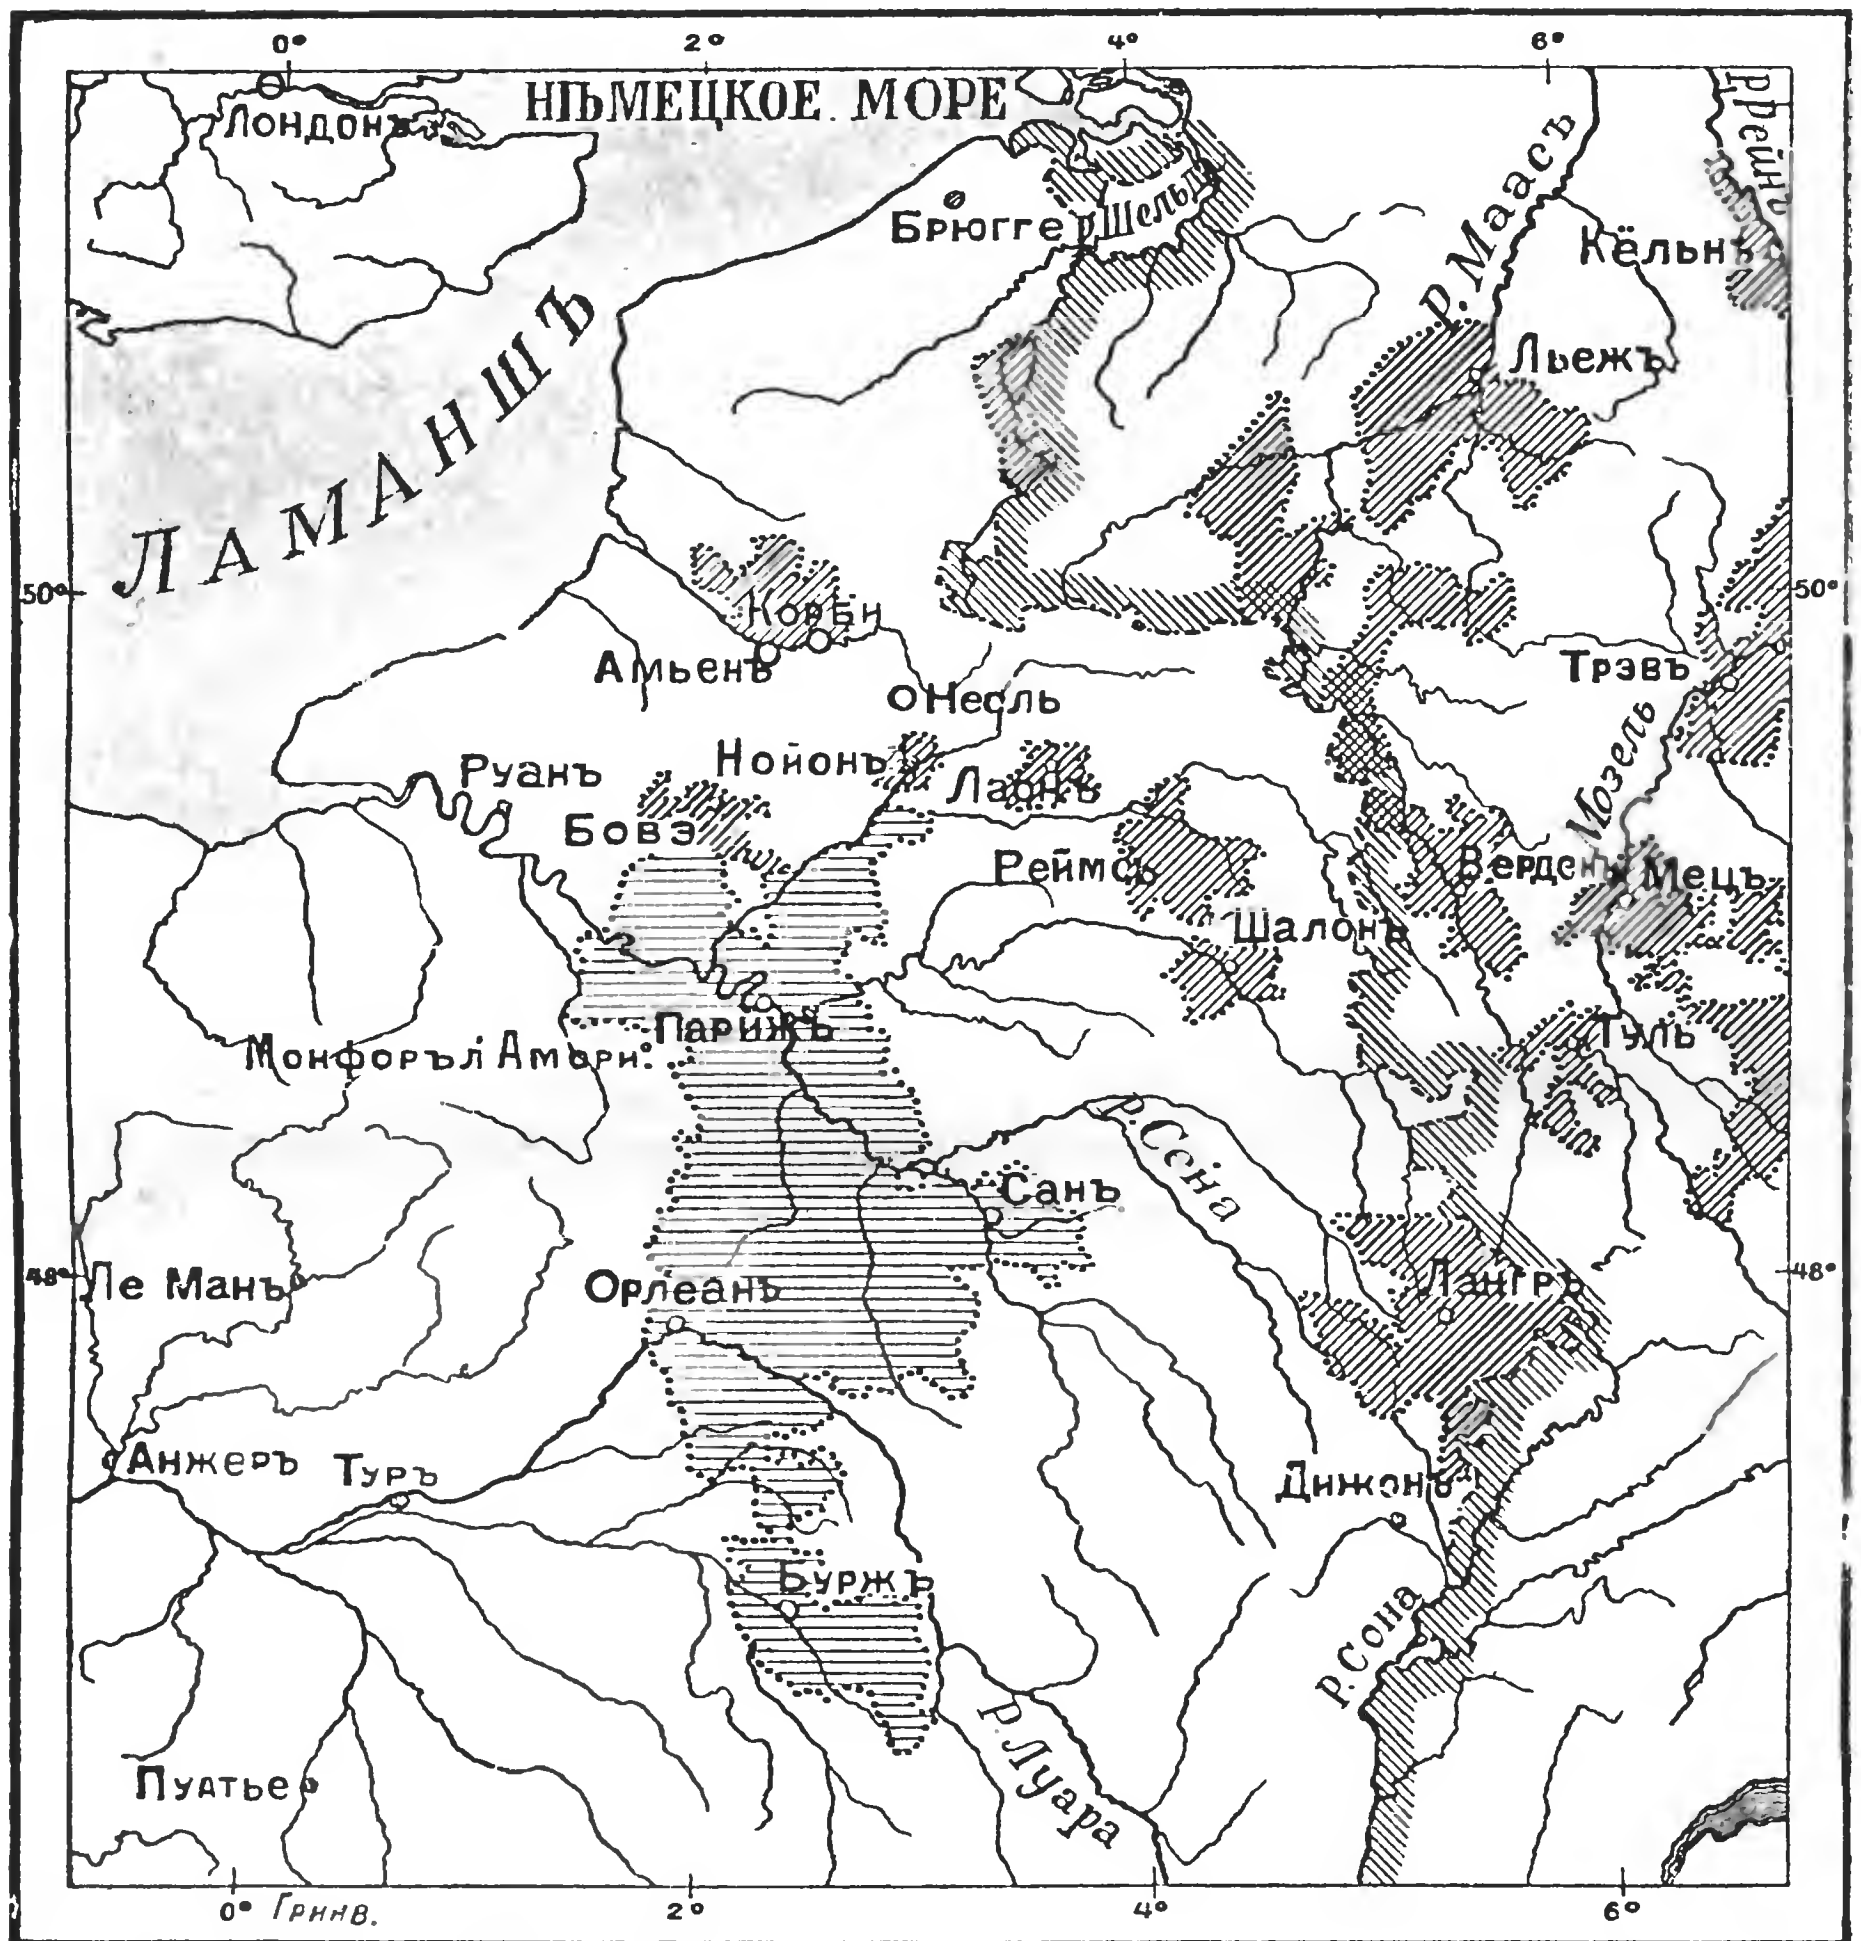 0° 2° 4° 6°
Лондонъ
НѢМЕЦКОЕ МОРЕ
р. Рейнъ
р. Маасъ
Брюгге
р. Шельда
Кёльнъ
ЛАМАНШЪ
Льежъ
50°
50°
Корби
Амьенъ
Несль
Трэвъ
Мозель
Руанъ
Нойонъ
Лаонъ
Бовэ
Реймсъ
Верденъ
Мецъ
Шалонъ
Парижъ
Монфоръ л'Амори
Туль
р. Сена
Санъ
48°
48°
Ле Манъ
Орлеанъ
Лангръ
Анжеръ
Туръ
Дижонъ
Буржъ
р. Сона
р. Луара
Пуатье
0° Гринв. 2° 4° 6°